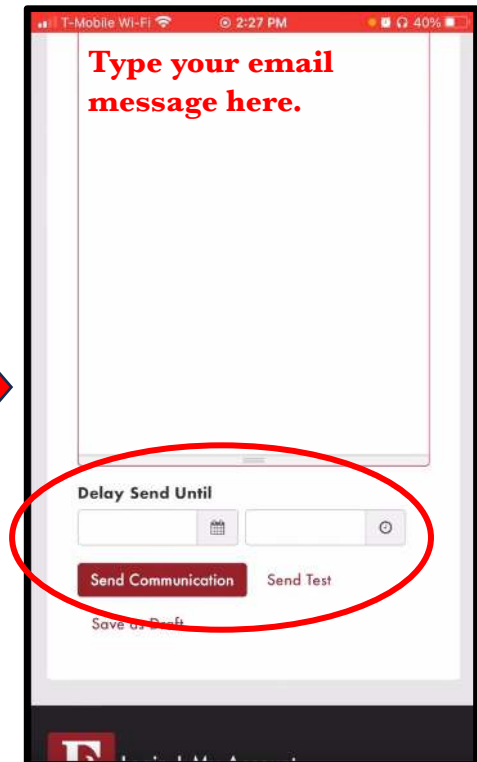 T-Mobile Wi-Fi 2:27 PM 40%
Type your email
message here.
Delay Send Until
Send Communication Send Test
Save as Draft